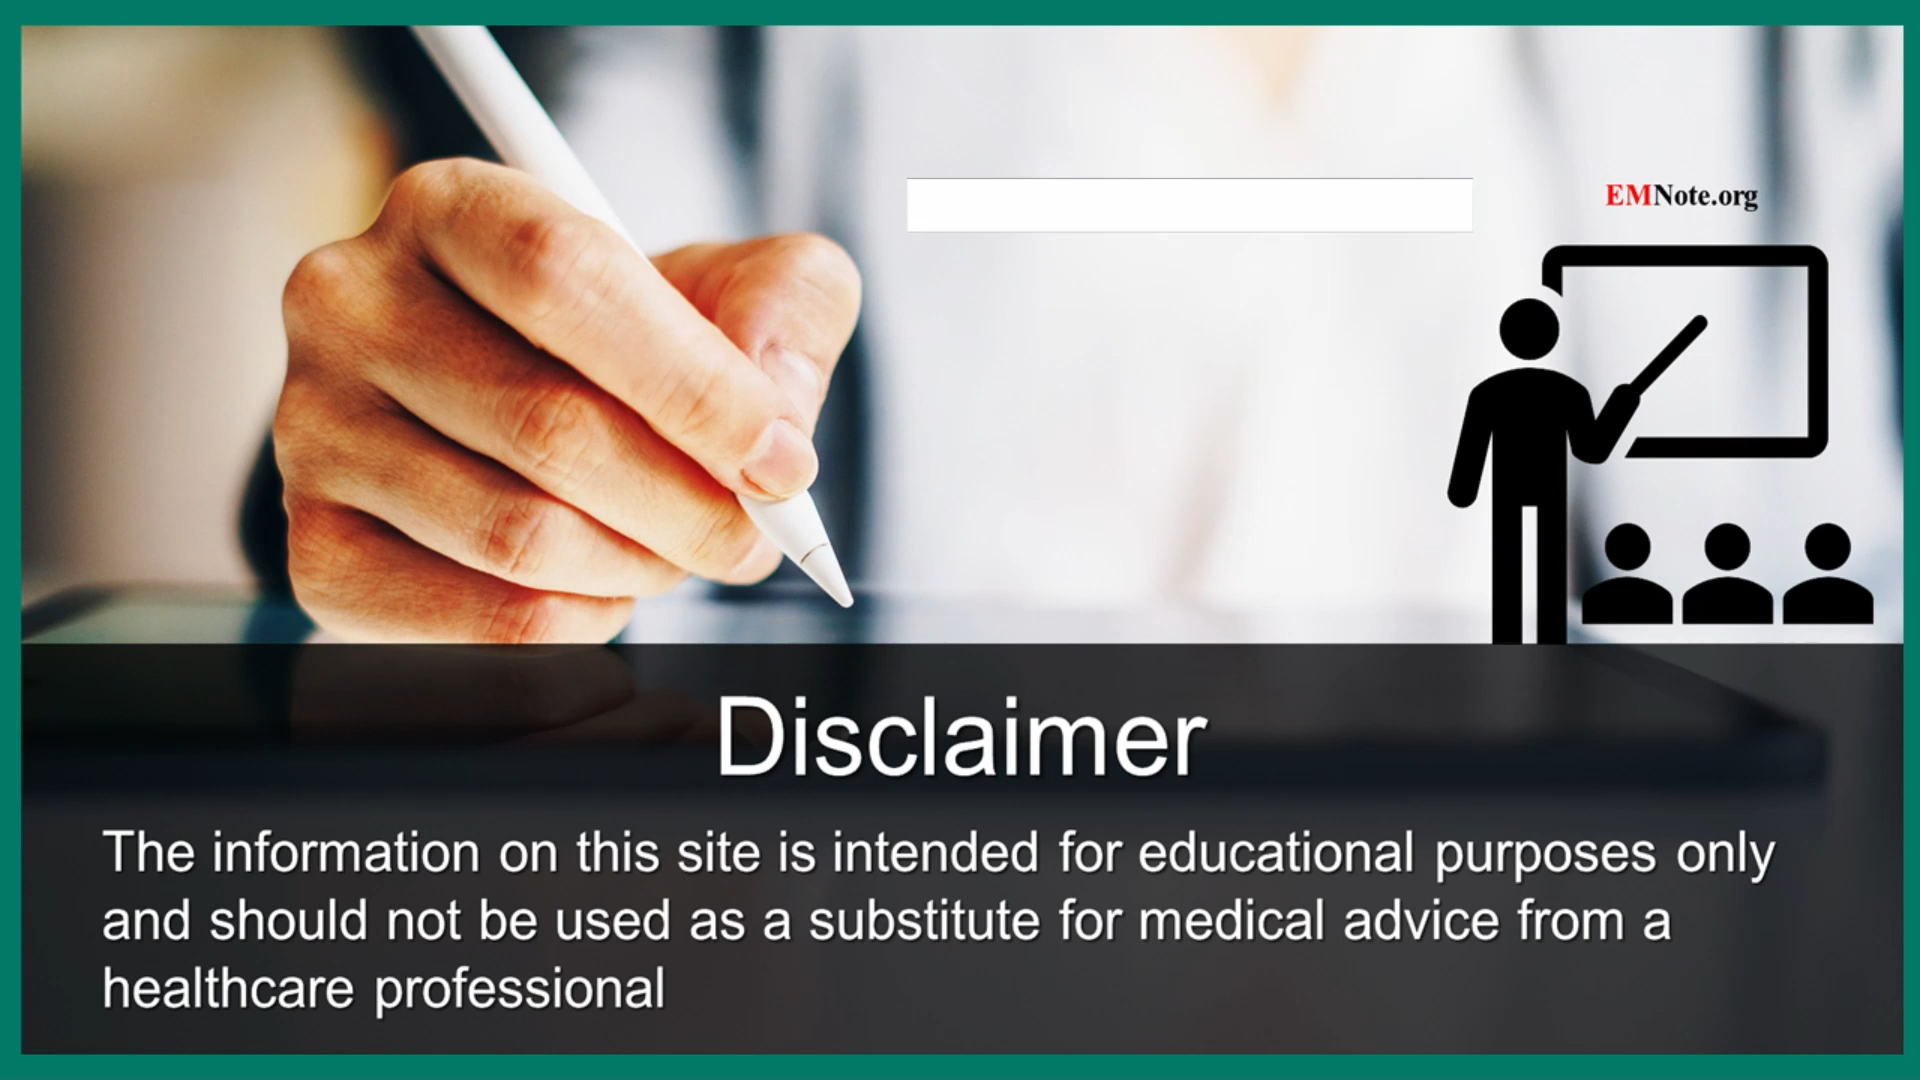 EMNote.org
Disclaimer
The information on this site is intended for educational purposes only
and should not be used as a substitute for medical advice from a
healthcare professional